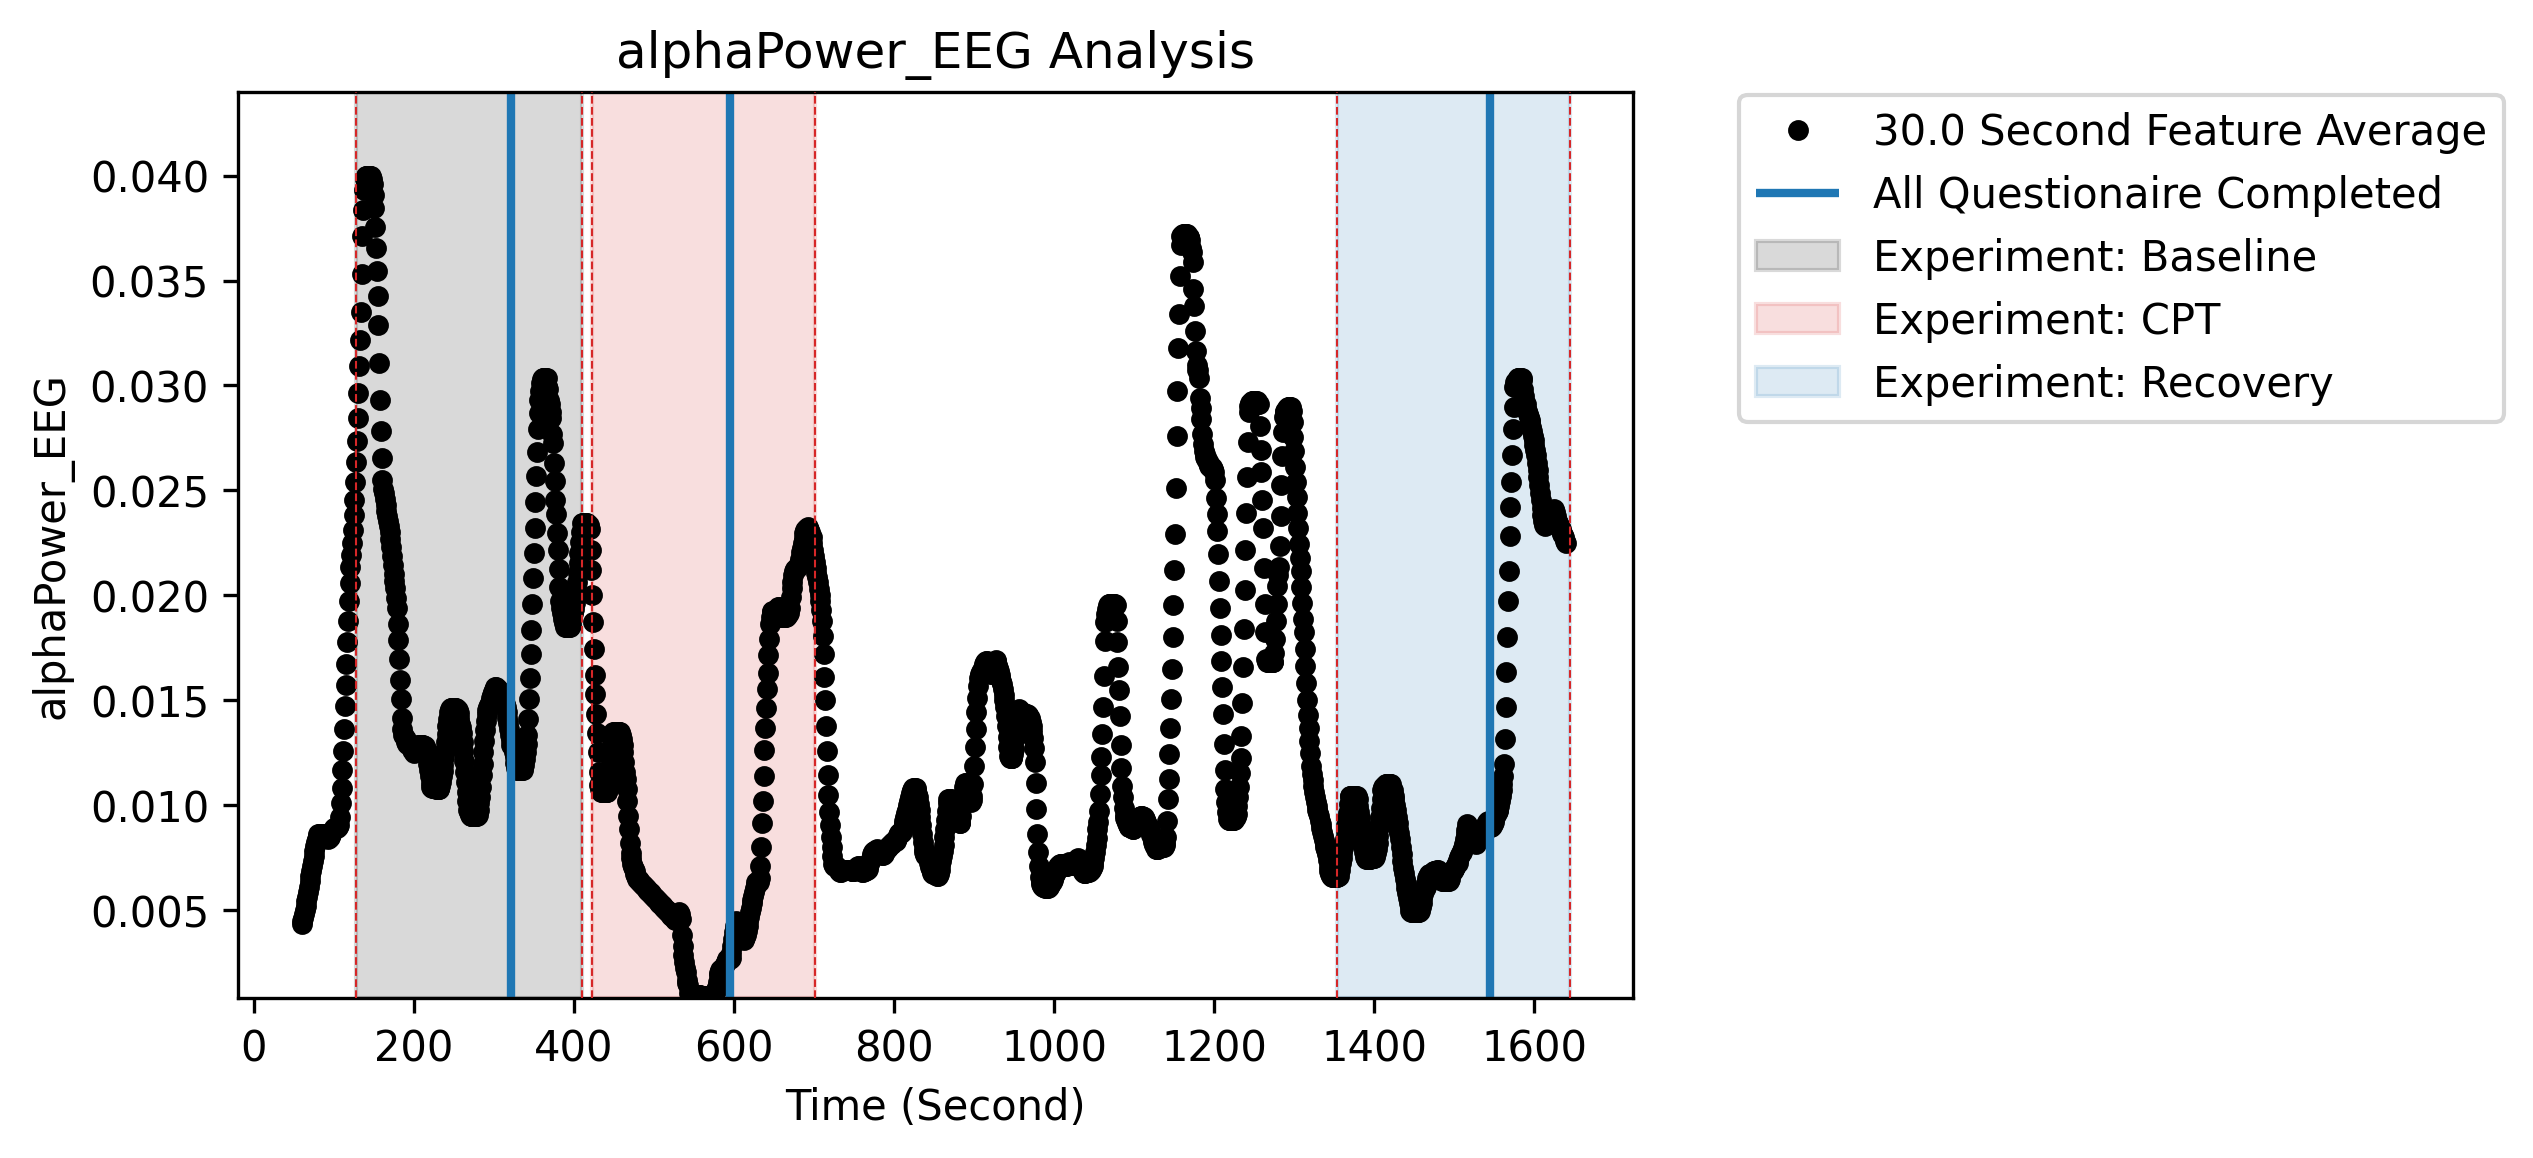 alphaPower_EEG Analysis
alphaPower_EEG
0.040
0.035
0.030
0.025
0.020
0.015
0.010
0.005
0 200 400 600 800 1000 1200 1400 1600
Time (Second)
30.0 Second Feature Average
All Questionaire Completed
Experiment: Baseline
Experiment: CPT
Experiment: Recovery